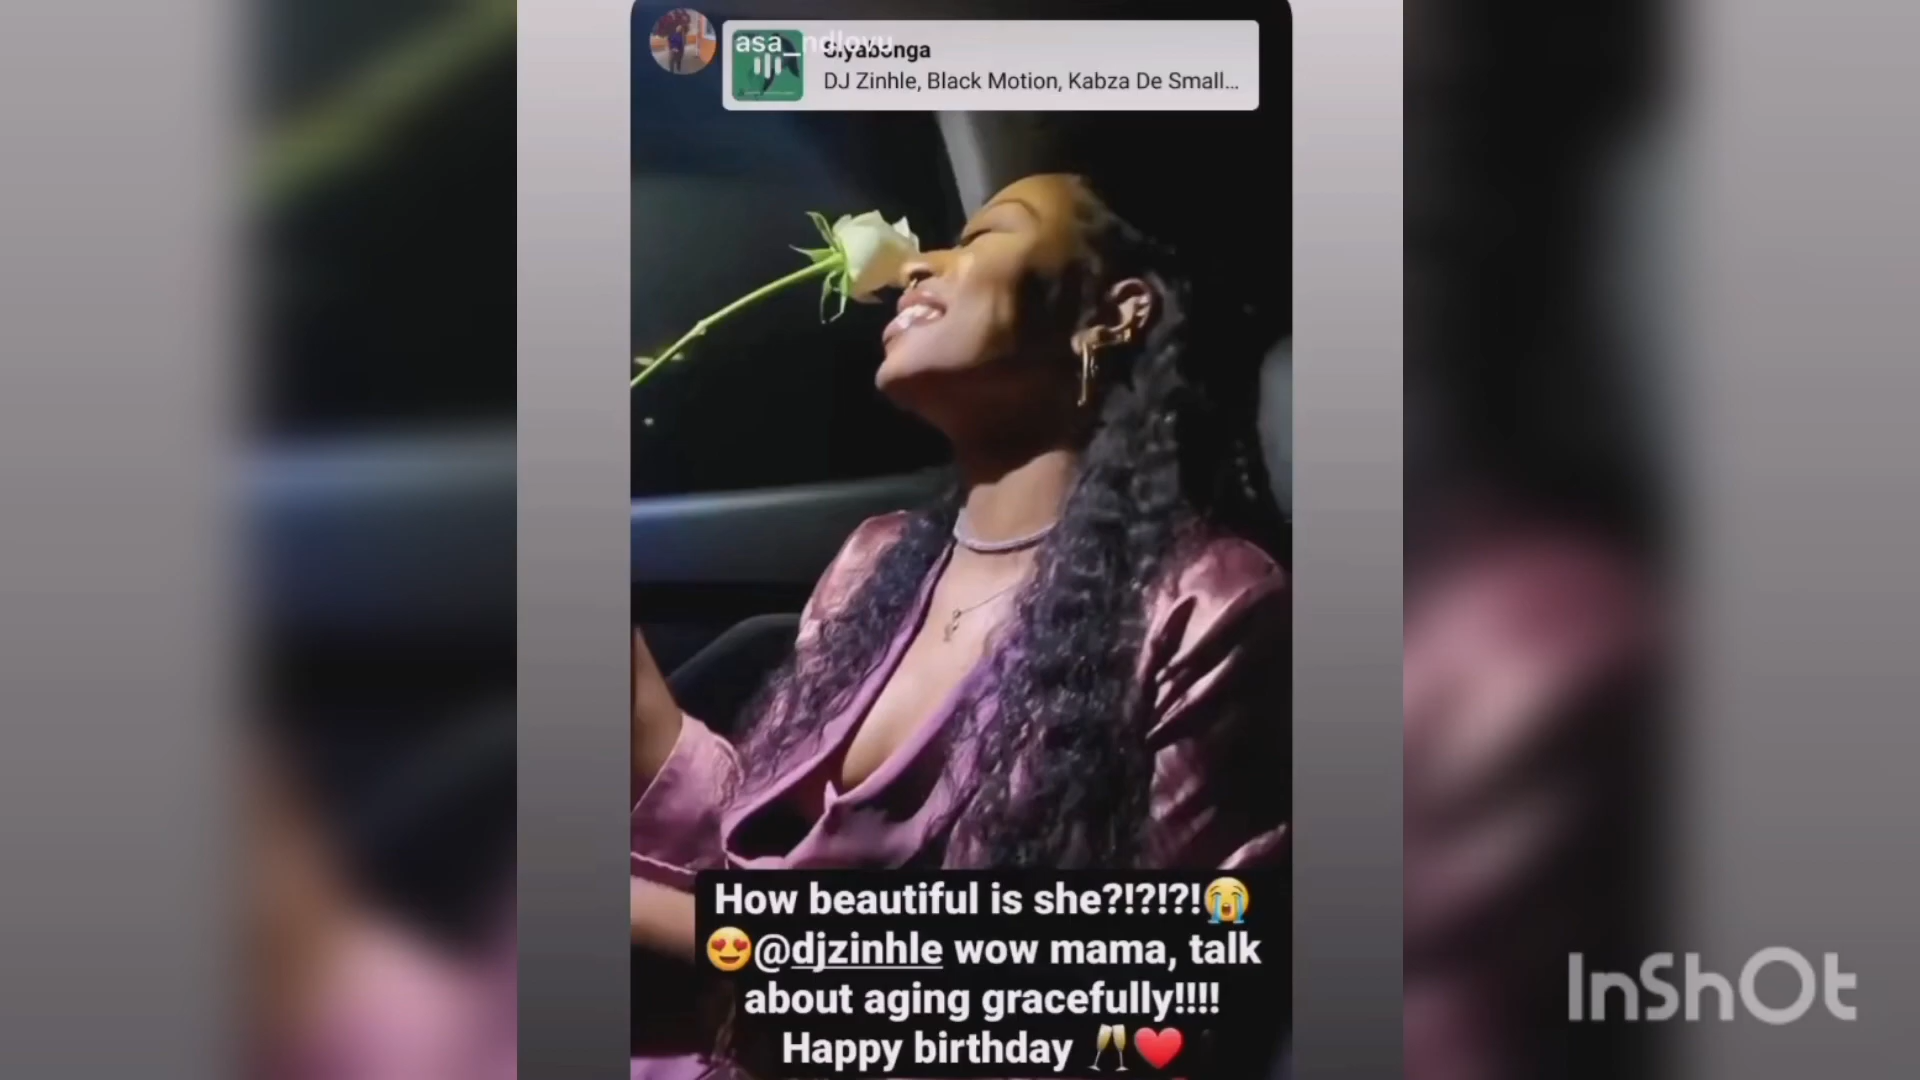 asa_ndlovu
Siyabonga
DJ Zinhle, Black Motion, Kabza De Small...
How beautiful is she?!?!?!😭
😍@djzinhle wow mama, talk
about aging gracefully!!!!
Happy birthday 🥂❤️
InShOt